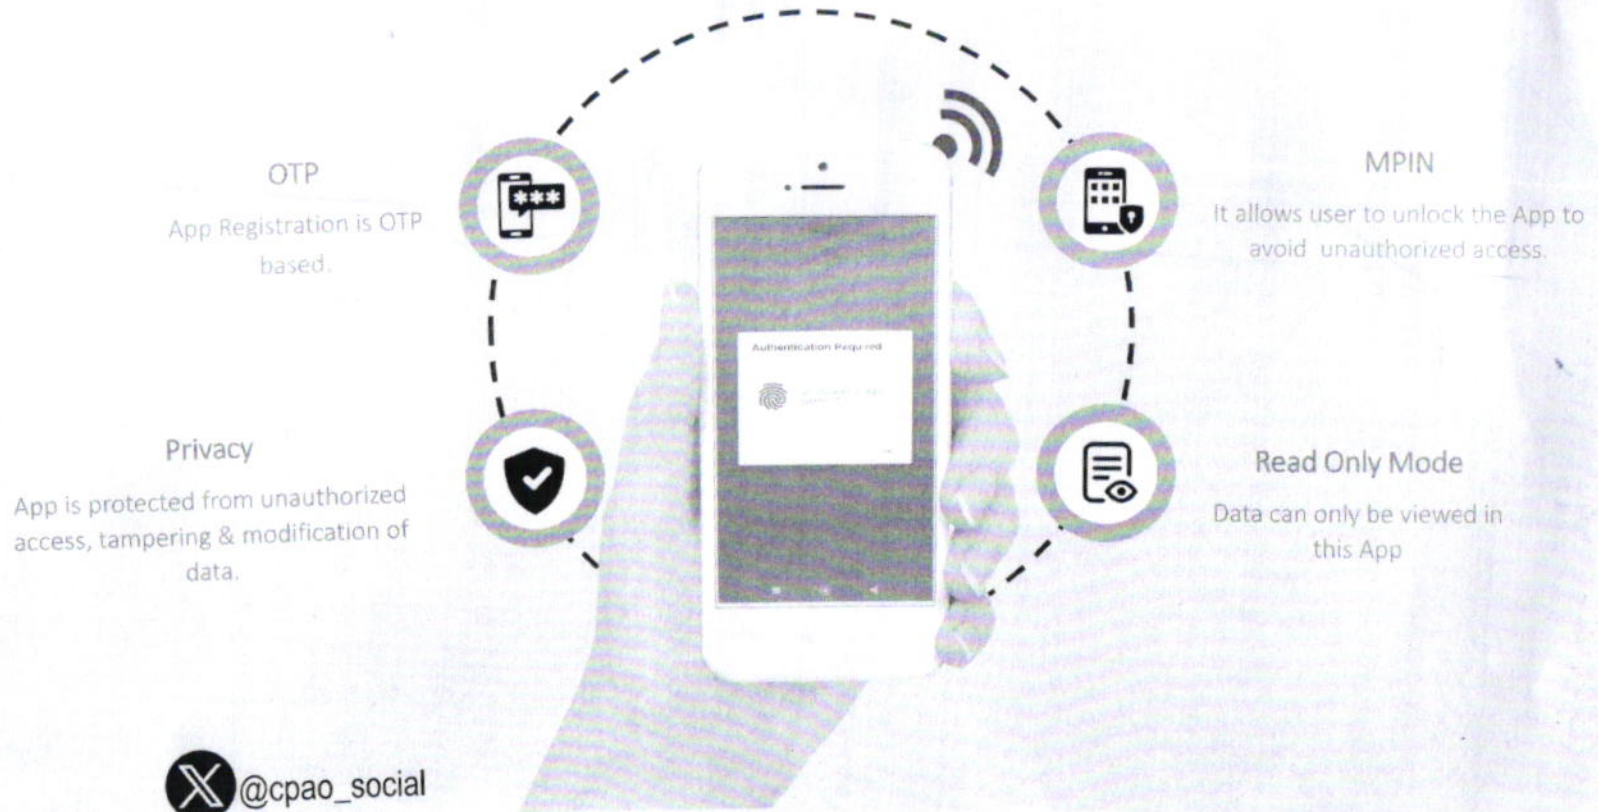 OTP
App Registration is OTP
based.
MPIN
It allows user to unlock the App to
avoid unauthorized access.
Authentication Required
Privacy
App is protected from unauthorized
access, tampering & modification of
data.
Read Only Mode
Data can only be viewed in
this App
@cpao_social